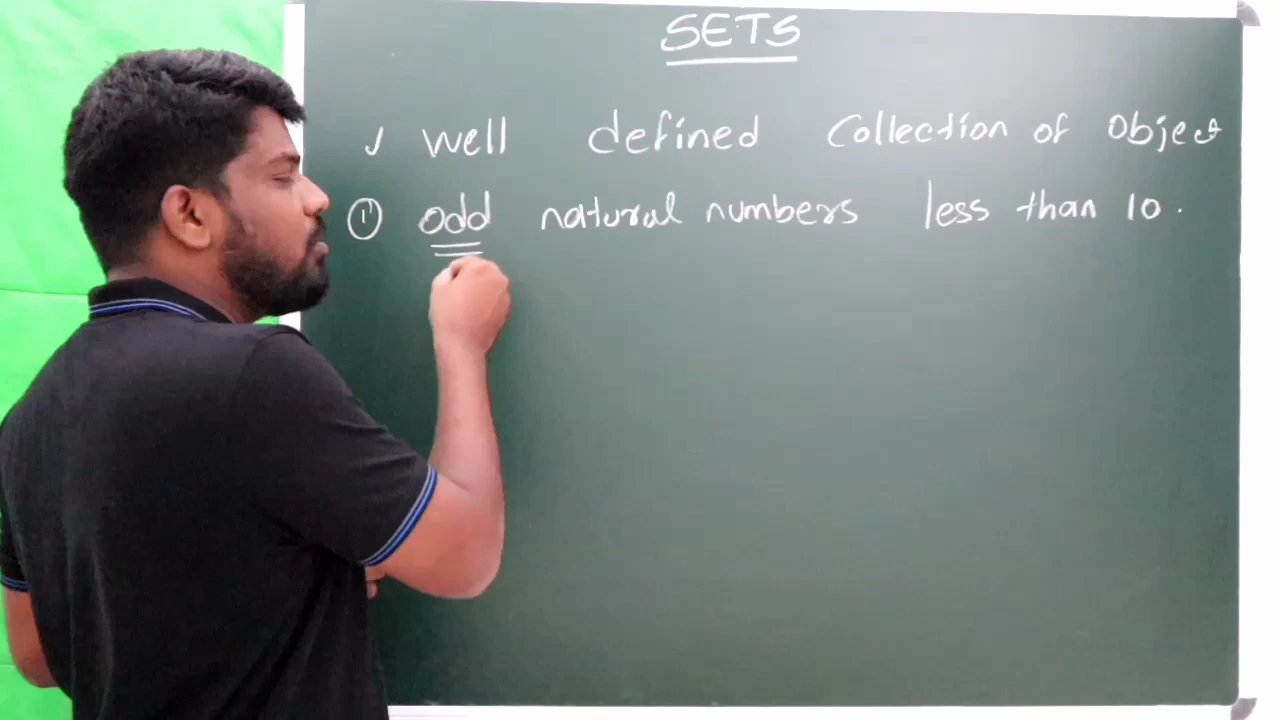 SETS
✓ well defined Collection of Object
① odd natural numbers less than 10.